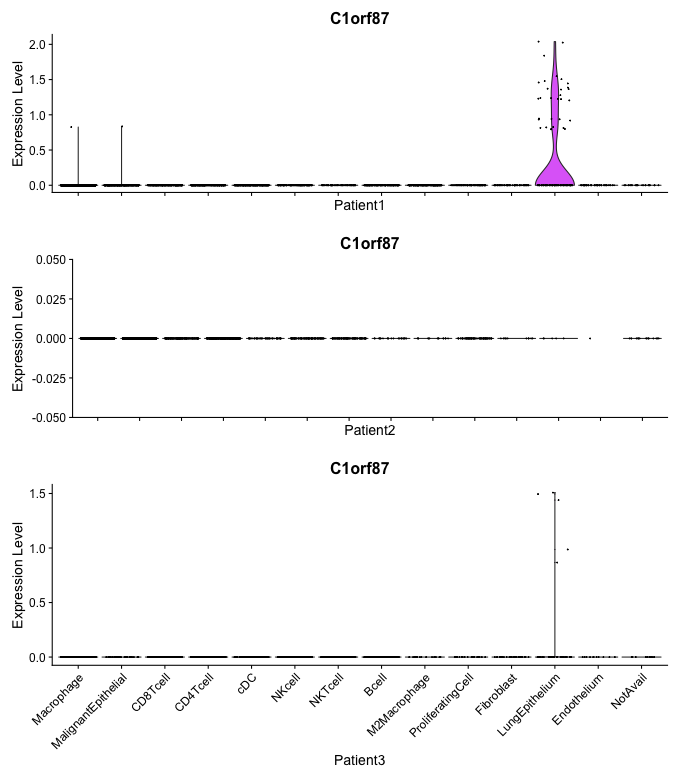 C1orf87
Expression Level
2.0
1.5
1.0
0.5
0.0
Patient1
C1orf87
Expression Level
0.050
0.025
0.000
-0.025
-0.050
Patient2
C1orf87
Expression Level
1.5
1.0
0.5
0.0
Macrophage
MalignantEpithelial
CD8Tcell
CD4Tcell
cDC
NKcell
NKTcell
Bcell
M2Macrophage
ProliferatingCell
Fibroblast
LungEpithelium
Endothelium
NotAvail
Patient3